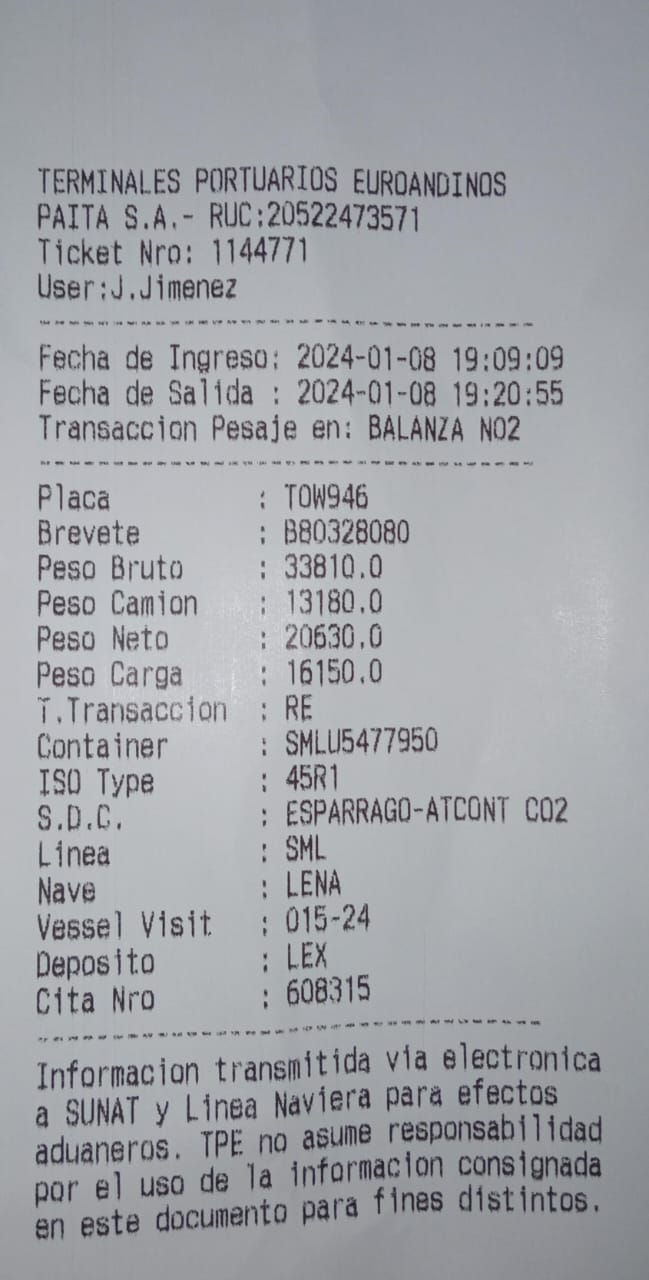 TERMINALES PORTUARIOS EUROANDINOS
PAITA S.A.- RUC:20522473571
Ticket Nro: 1144771
User:J.Jimenez
Fecha de Ingreso: 2024-01-08 19:09:09
Fecha de Salida : 2024-01-08 19:20:55
Transaccion Pesaje en: BALANZA NO2
Placa : TOW946
Brevete : B80328080
Peso Bruto : 33810.0
Peso Camion : 13180.0
Peso Neto : 20630.0
Peso Carga : 16150.0
T.Transaccion : RE
Container : SMLU5477950
ISO Type : 45R1
S.D.C. : ESPARRAGO-ATCONT CO2
Linea : SML
Nave : LENA
Vessel Visit : 015-24
Deposito : LEX
Cita Nro : 608315
Informacion transmitida via electronica
a SUNAT y Linea Naviera para efectos
aduaneros. TPE no asume responsabilidad
por el uso de la informacion consignada
en este documento para fines distintos.